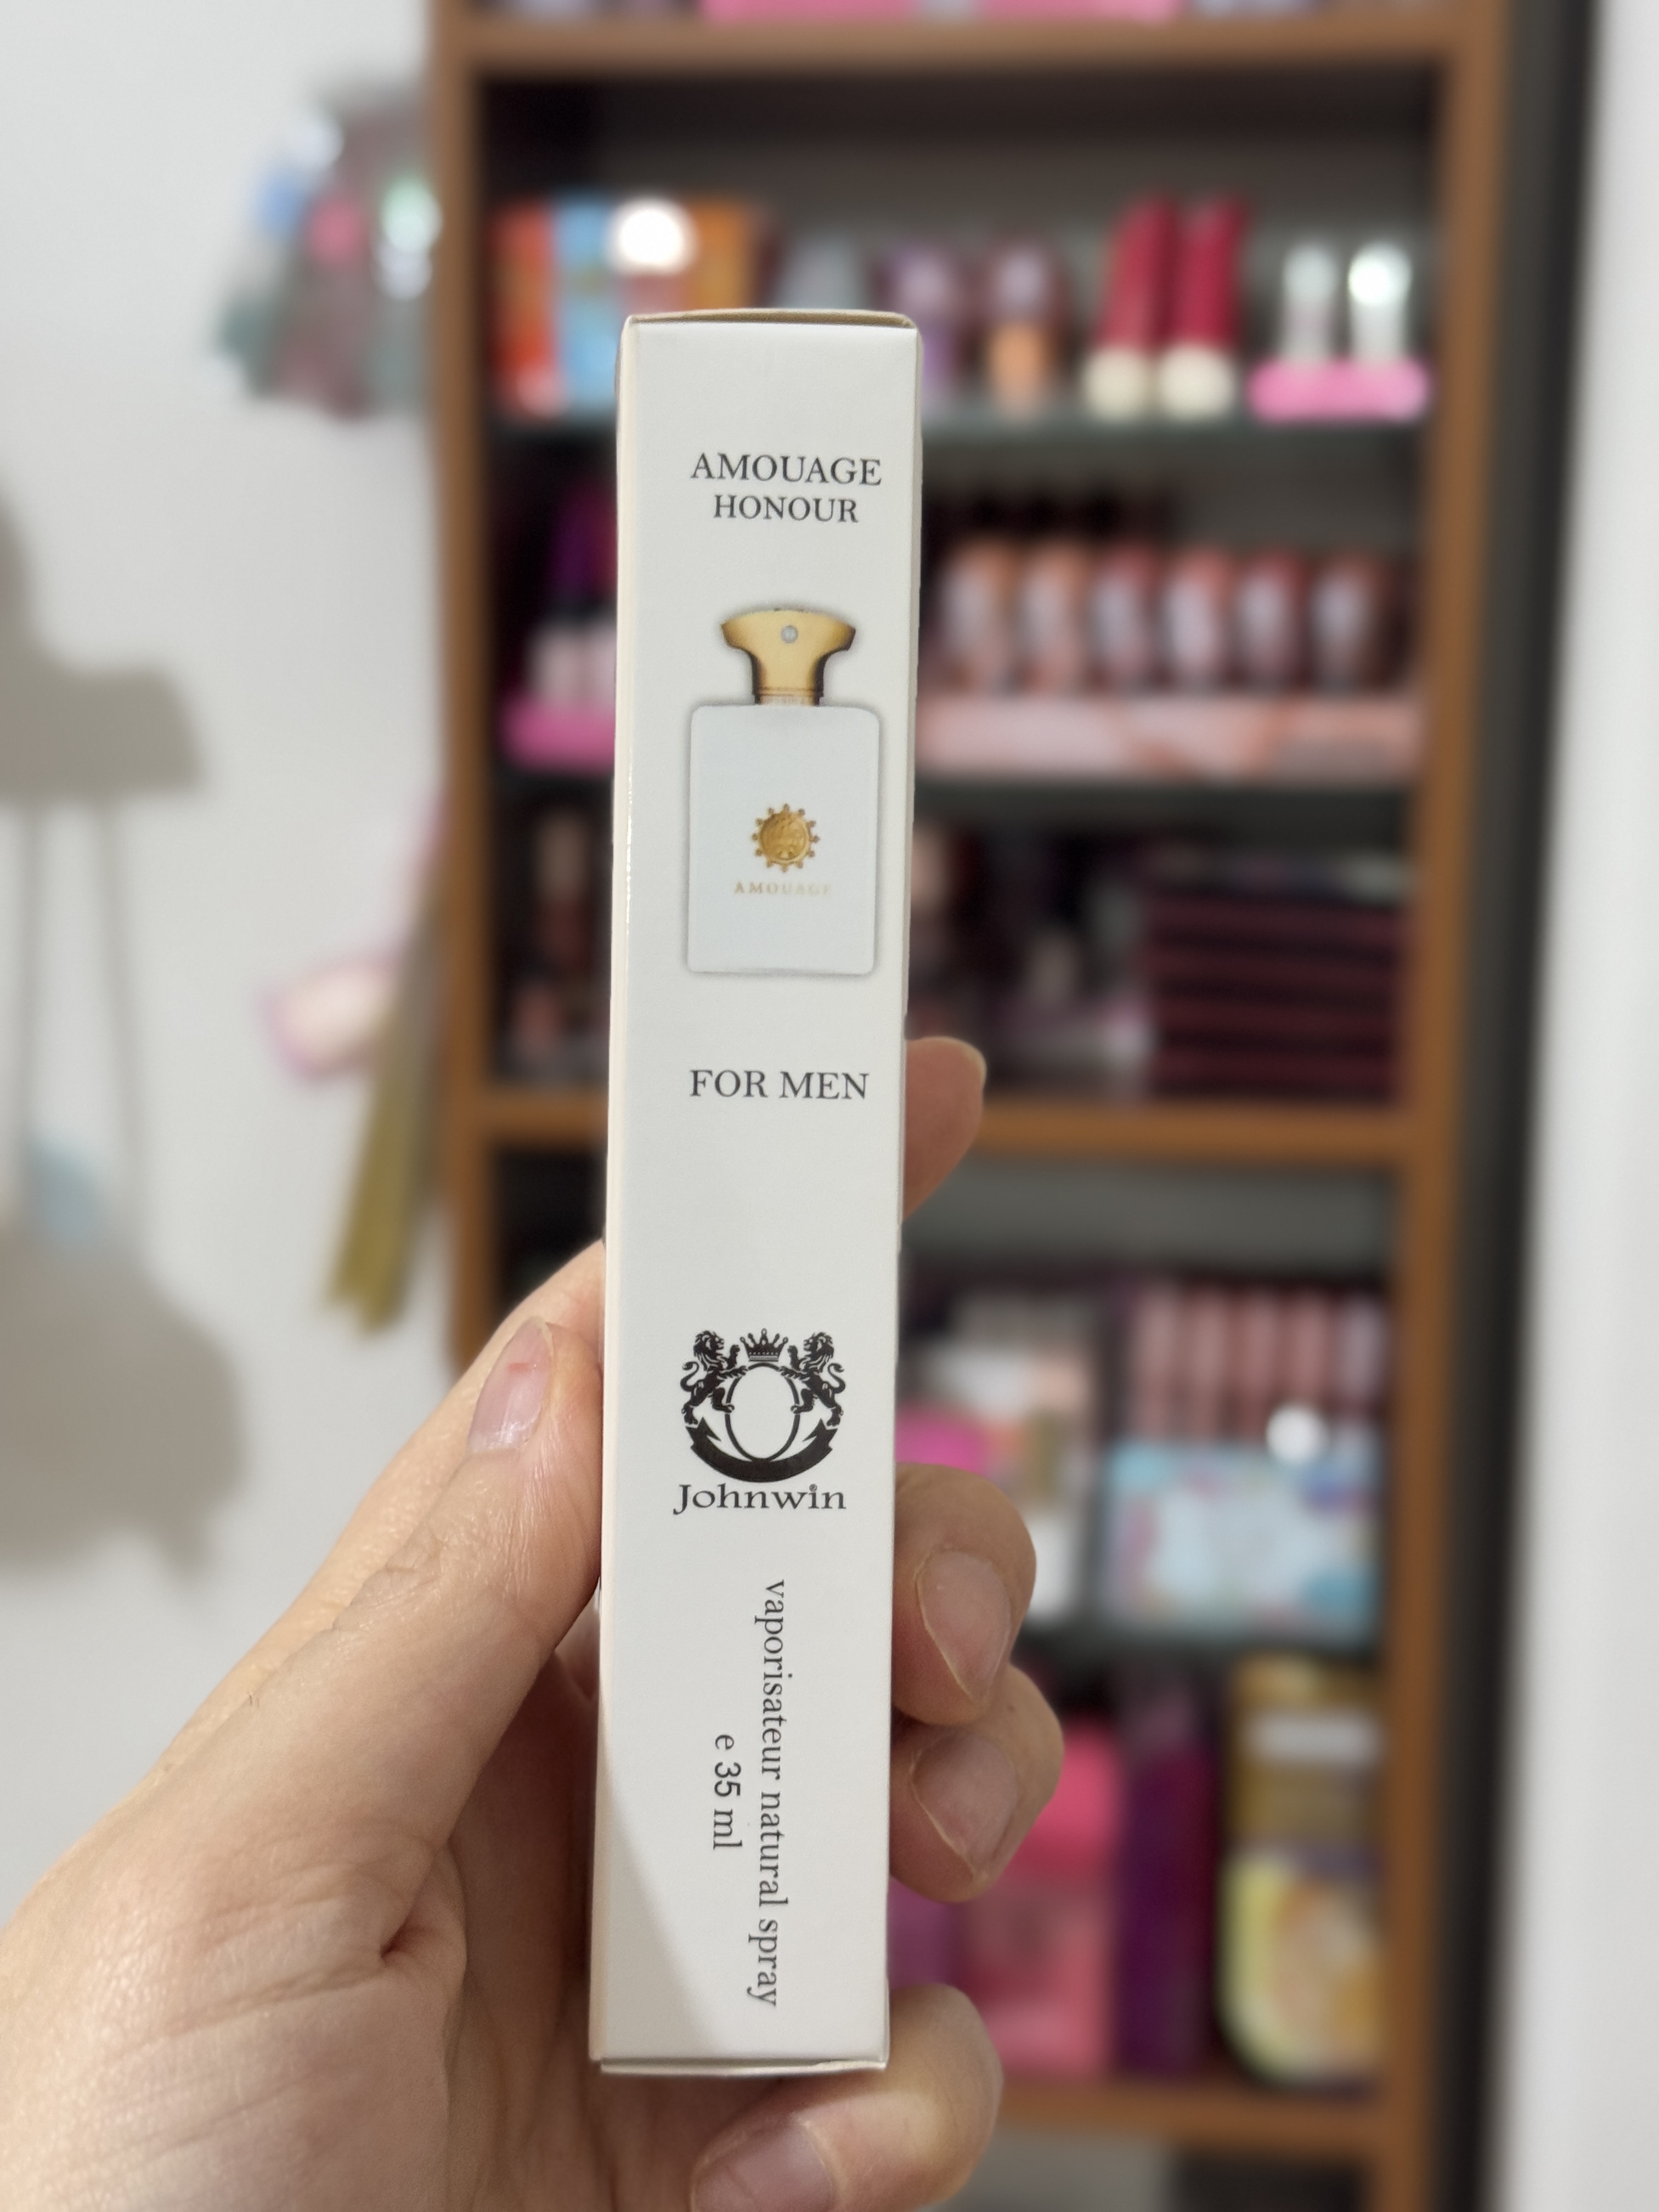 AMOUAGE
HONOUR
AMOUAGE
FOR MEN
Johnwin®
vaporisateur natural spray
e 35 ml